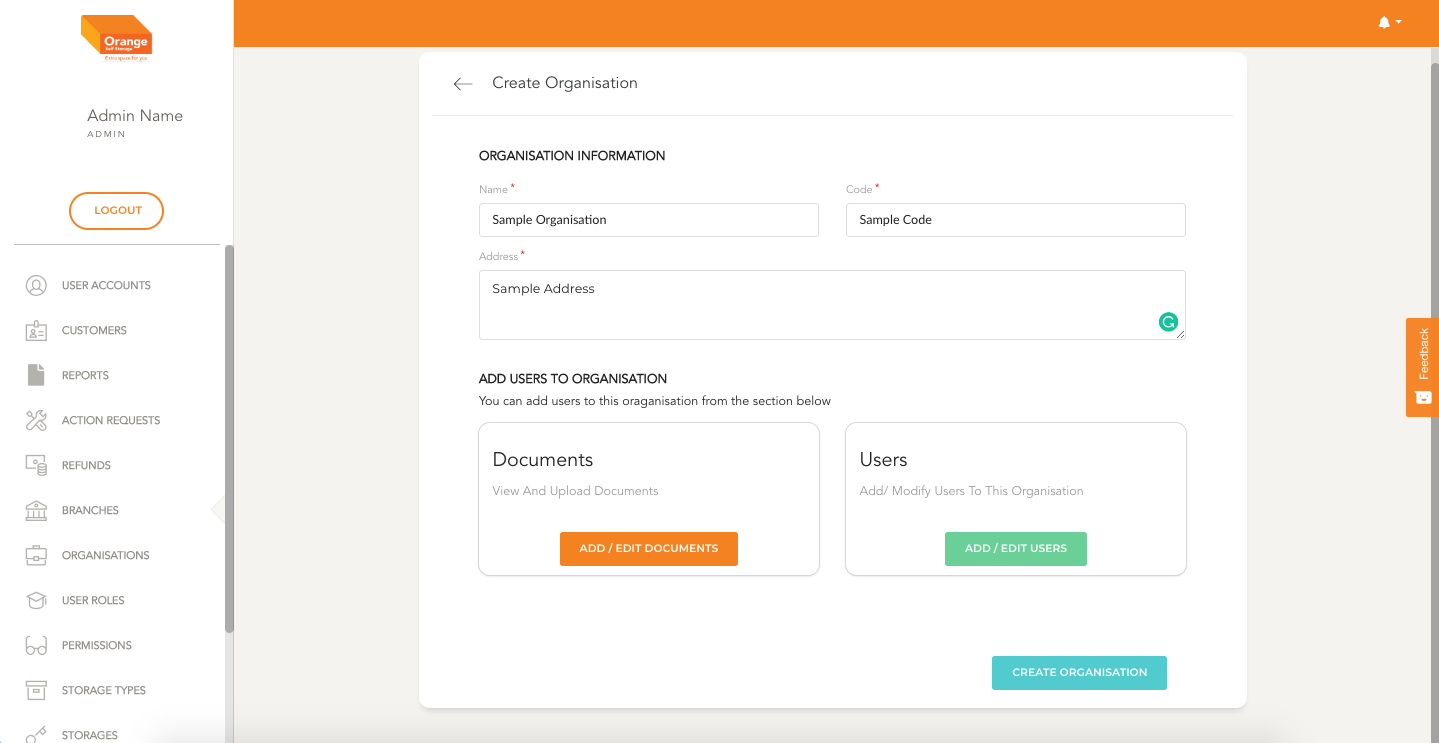 Orange
Self Storage
Extra space for you
Admin Name
ADMIN
LOGOUT
USER ACCOUNTS
CUSTOMERS
REPORTS
ACTION REQUESTS
REFUNDS
BRANCHES
ORGANISATIONS
USER ROLES
PERMISSIONS
STORAGE TYPES
STORAGES
Create Organisation
ORGANISATION INFORMATION
Name * Code *
Sample Organisation Sample Code
Address *
Sample Address
ADD USERS TO ORGANISATION
You can add users to this oraganisation from the section below
Documents
View And Upload Documents
ADD / EDIT DOCUMENTS
Users
Add/ Modify Users To This Organisation
ADD / EDIT USERS
CREATE ORGANISATION
Feedback